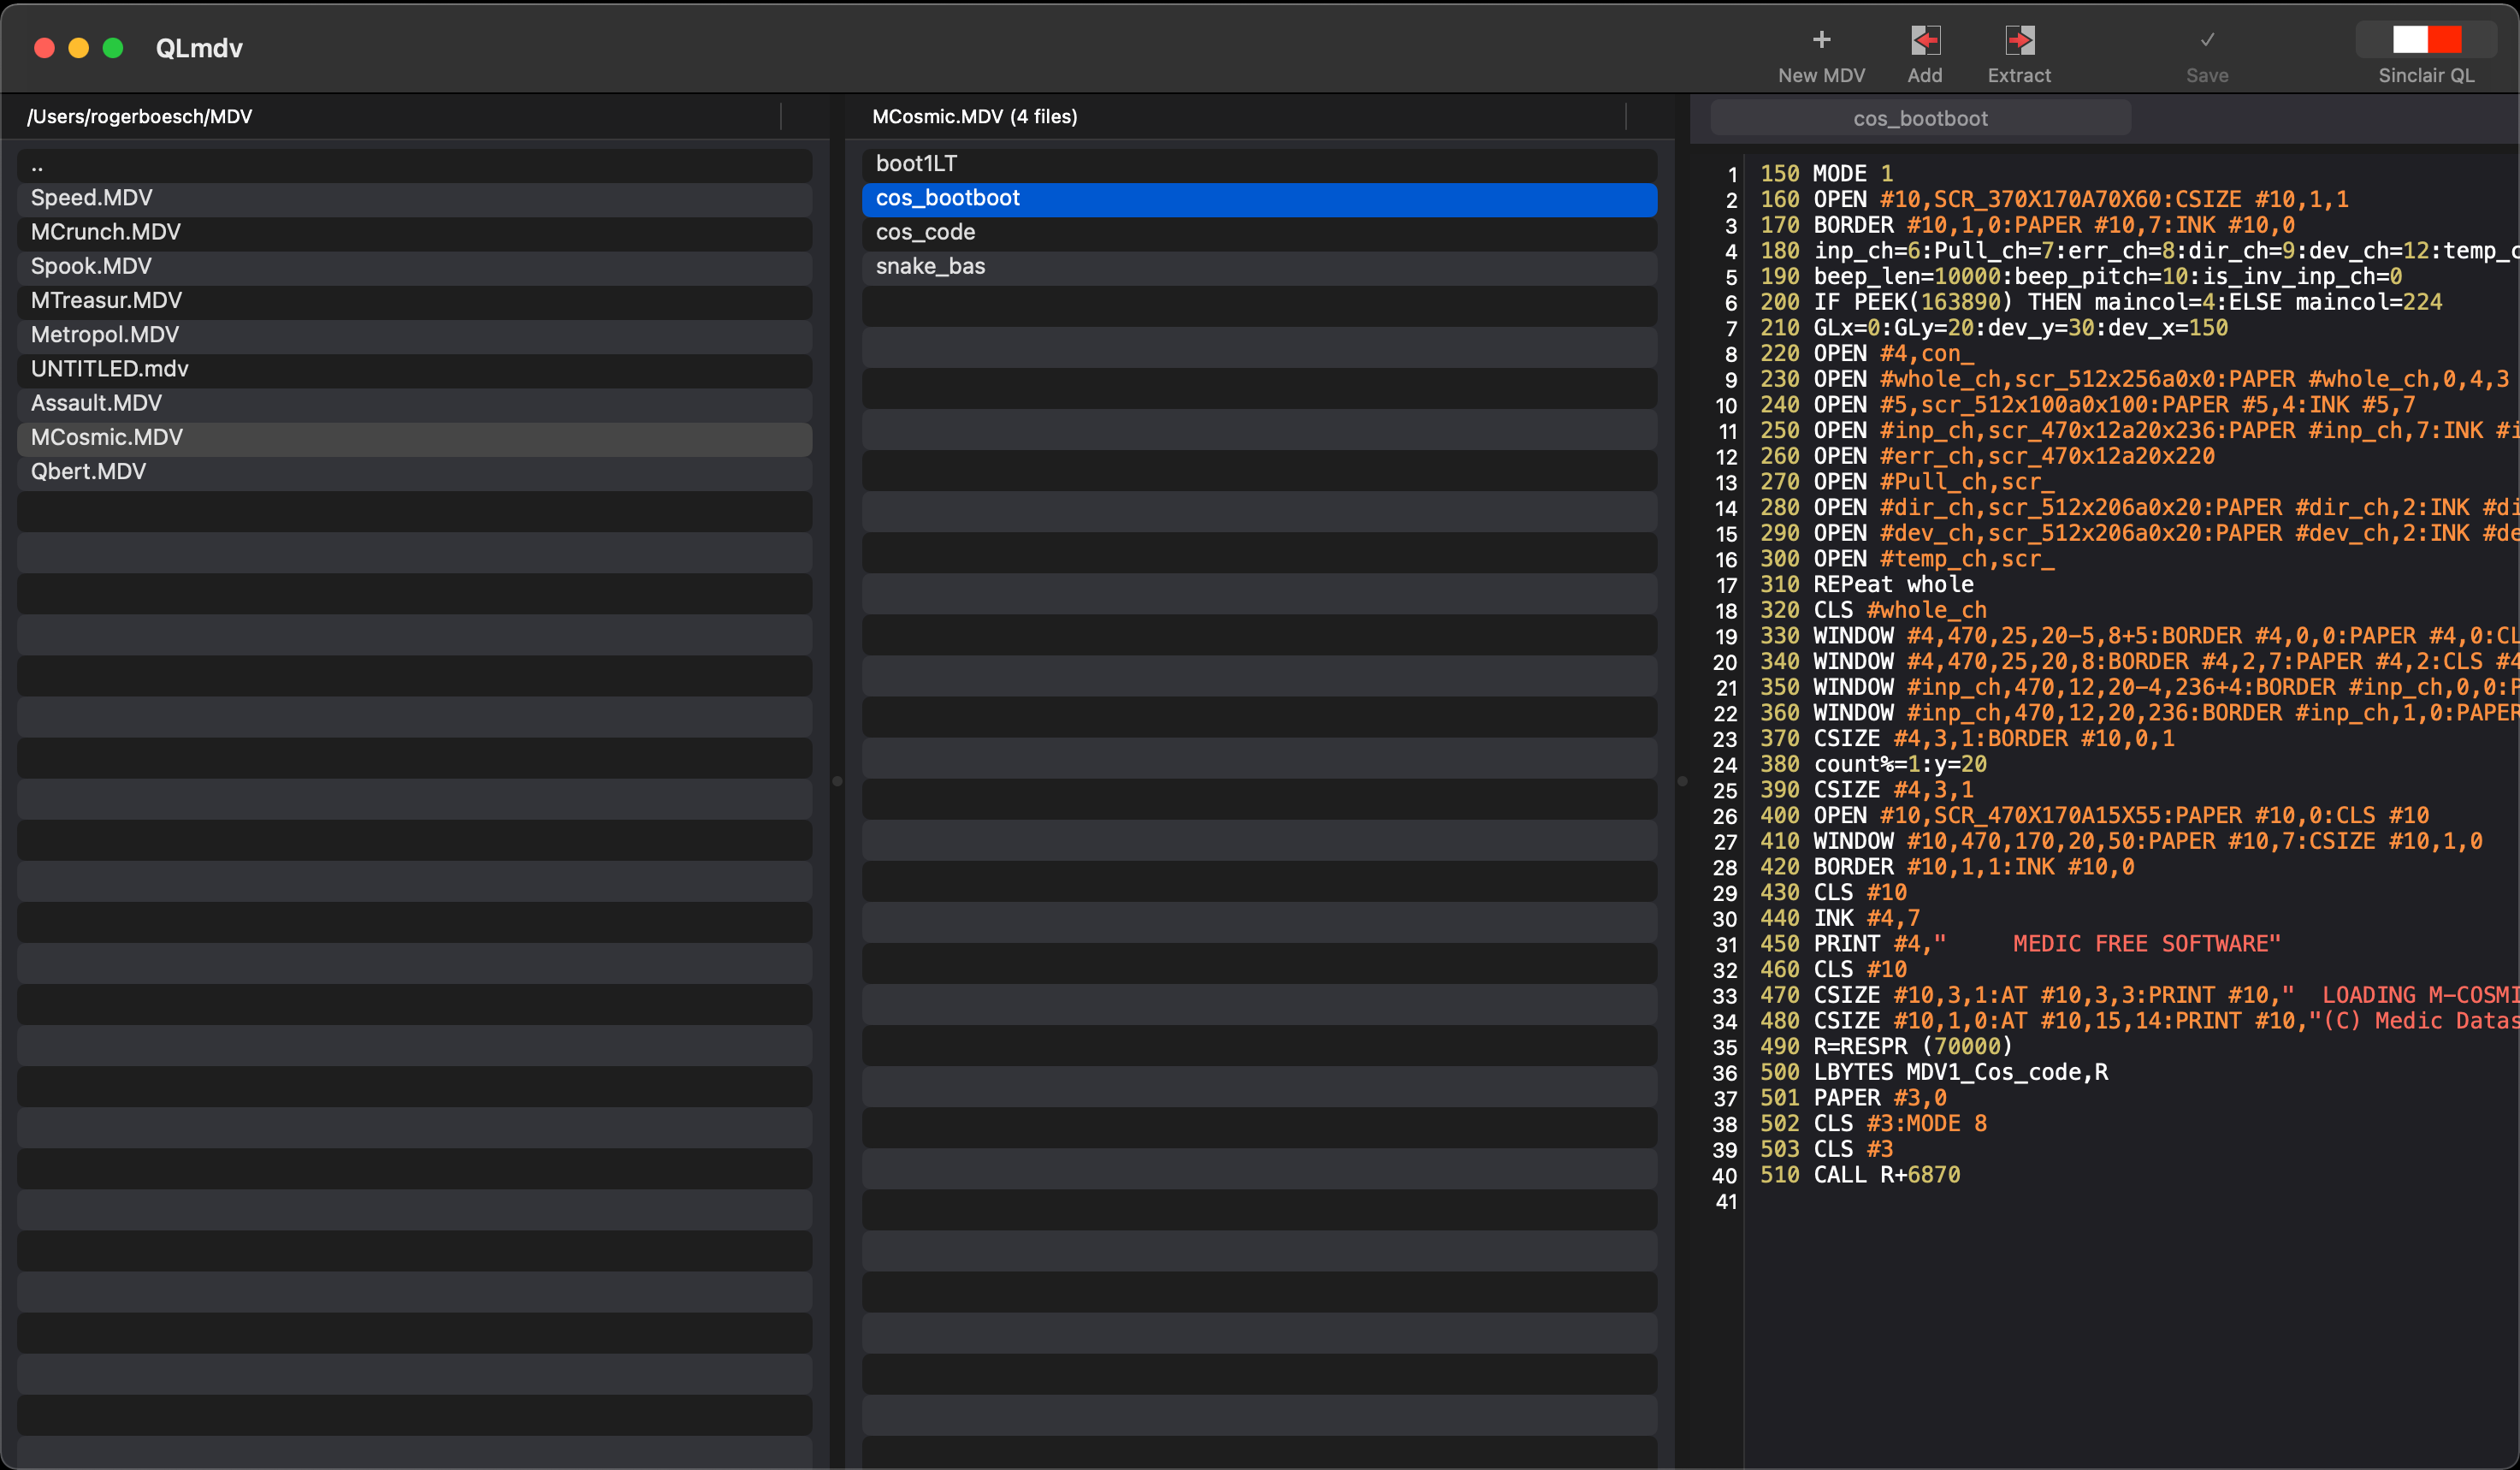 QLmdv
New MDV
Add
Extract
Save
Sinclair QL
/Users/rogerboesch/MDV
..
Speed.MDV
MCrunch.MDV
Spook.MDV
MTreasur.MDV
Metropol.MDV
UNTITLED.mdv
Assault.MDV
MCosmic.MDV
Qbert.MDV
MCosmic.MDV (4 files)
boot1LT
cos_bootboot
cos_code
snake_bas
cos_bootboot
1 150 MODE 1
2 160 OPEN #10,SCR_370X170A70X60:CSIZE #10,1,1
3 170 BORDER #10,1,0:PAPER #10,7:INK #10,0
4 180 inp_ch=6:Pull_ch=7:err_ch=8:dir_ch=9:dev_ch=12:temp_c
5 190 beep_len=10000:beep_pitch=10:is_inv_inp_ch=0
6 200 IF PEEK(163890) THEN maincol=4:ELSE maincol=224
7 210 GLx=0:GLy=20:dev_y=30:dev_x=150
8 220 OPEN #4,con_
9 230 OPEN #whole_ch,scr_512x256a0x0:PAPER #whole_ch,0,4,3
10 240 OPEN #5,scr_512x100a0x100:PAPER #5,4:INK #5,7
11 250 OPEN #inp_ch,scr_470x12a20x236:PAPER #inp_ch,7:INK #i
12 260 OPEN #err_ch,scr_470x12a20x220
13 270 OPEN #Pull_ch,scr_
14 280 OPEN #dir_ch,scr_512x206a0x20:PAPER #dir_ch,2:INK #di
15 290 OPEN #dev_ch,scr_512x206a0x20:PAPER #dev_ch,2:INK #de
16 300 OPEN #temp_ch,scr_
17 310 REPeat whole
18 320 CLS #whole_ch
19 330 WINDOW #4,470,25,20-5,8+5:BORDER #4,0,0:PAPER #4,0:CL
20 340 WINDOW #4,470,25,20,8:BORDER #4,2,7:PAPER #4,2:CLS #4
21 350 WINDOW #inp_ch,470,12,20-4,236+4:BORDER #inp_ch,0,0:P
22 360 WINDOW #inp_ch,470,12,20,236:BORDER #inp_ch,1,0:PAPER
23 370 CSIZE #4,3,1:BORDER #10,0,1
24 380 count%=1:y=20
25 390 CSIZE #4,3,1
26 400 OPEN #10,SCR_470X170A15X55:PAPER #10,0:CLS #10
27 410 WINDOW #10,470,170,20,50:PAPER #10,7:CSIZE #10,1,0
28 420 BORDER #10,1,1:INK #10,0
29 430 CLS #10
30 440 INK #4,7
31 450 PRINT #4,"     MEDIC FREE SOFTWARE"
32 460 CLS #10
33 470 CSIZE #10,3,1:AT #10,3,3:PRINT #10,"  LOADING M-COSMI
34 480 CSIZE #10,1,0:AT #10,15,14:PRINT #10,"(C) Medic Datas
35 490 R=RESPR (70000)
36 500 LBYTES MDV1_Cos_code,R
37 501 PAPER #3,0
38 502 CLS #3:MODE 8
39 503 CLS #3
40 510 CALL R+6870
41